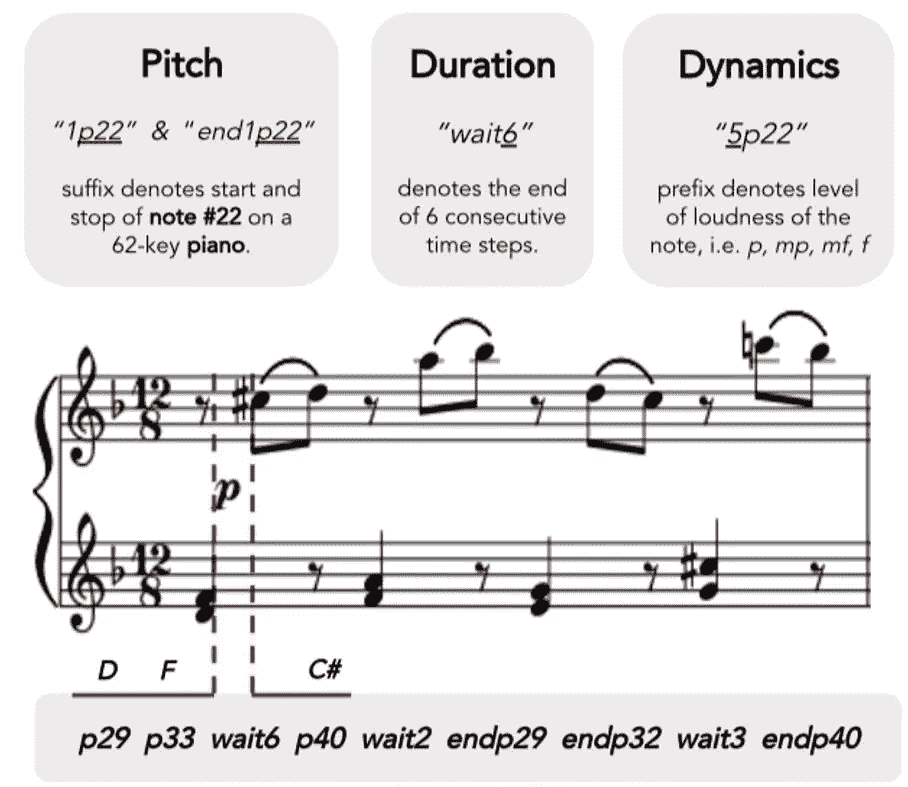 Pitch
"1p22" & "end1p22"
suffix denotes start and
stop of note #22 on a
62-key piano.
Duration
"wait6"
denotes the end
of 6 consecutive
time steps.
Dynamics
"5p22"
prefix denotes level
of loudness of the
note, i.e. p, mp, mf, f
12
8
p
12
8
D F C#
p29 p33 wait6 p40 wait2 endp29 endp32 wait3 endp40